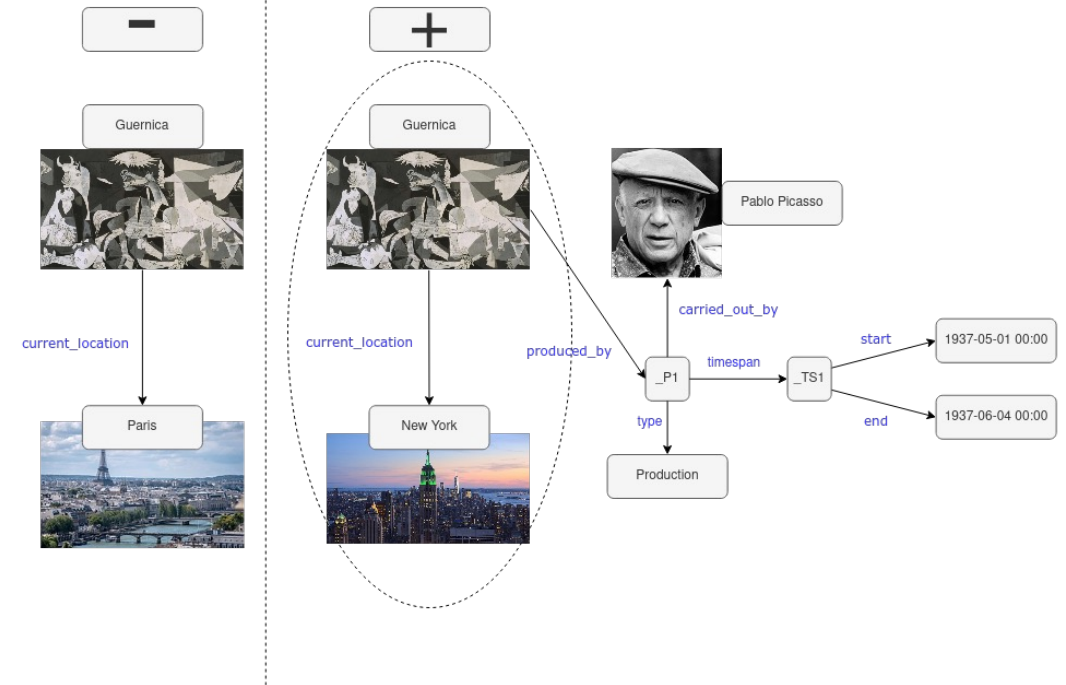 -
+
Guernica
Guernica
Pablo Picasso
carried_out_by
current_location
current_location
produced_by
_P1
timespan
_TS1
start
1937-05-01 00:00
end
1937-06-04 00:00
type
Paris
New York
Production